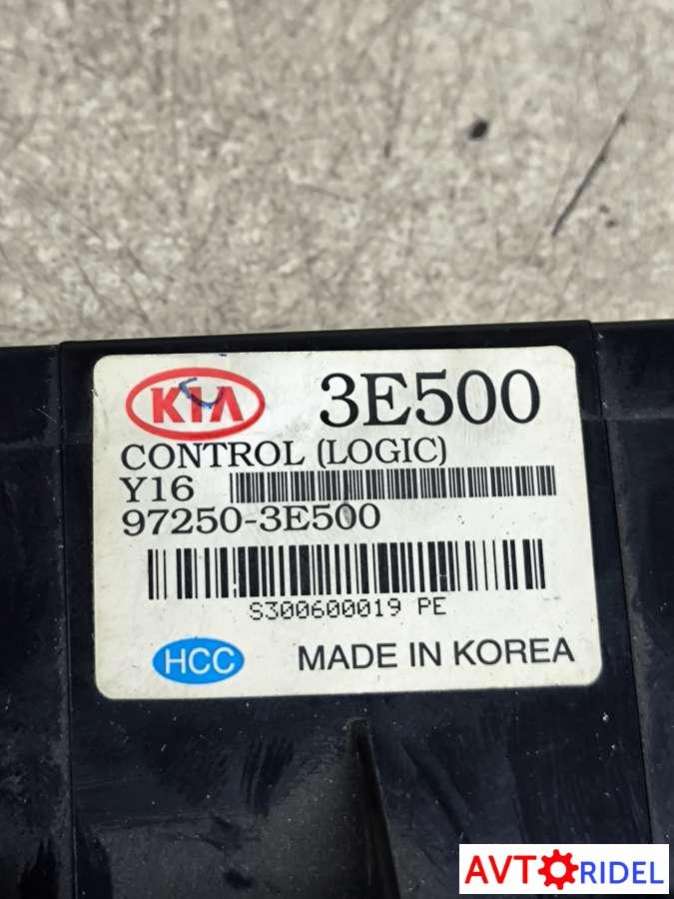 KIA 3E500
CONTROL (LOGIC)
Y16
97250-3E500
S300600019 PE
HCC MADE IN KOREA
AVTORIDEL